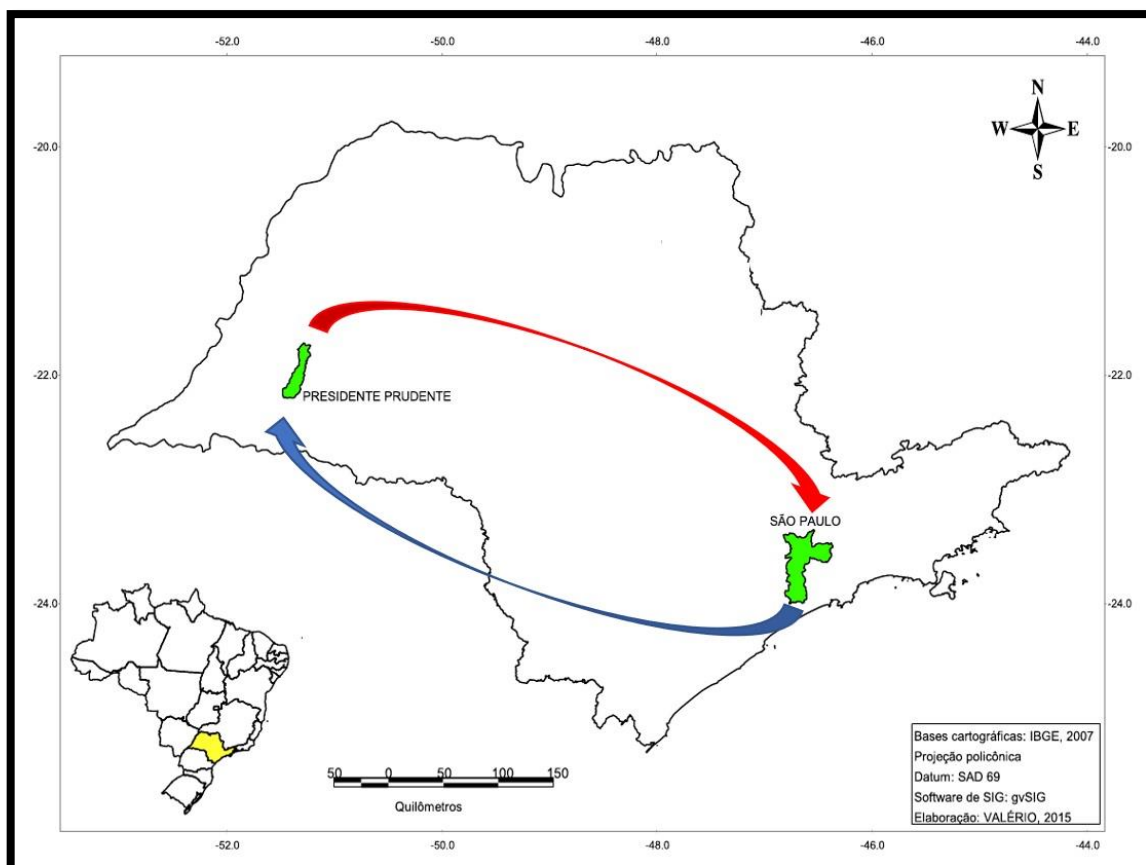 -52.0 -50.0 -48.0 -46.0 -44.0
N
W E
S
-20.0 -20.0
-22.0 -22.0
PRESIDENTE PRUDENTE
SÃO PAULO
-24.0 -24.0
Bases cartográficas: IBGE, 2007
Projeção policônica
Datum: SAD 69
Software de SIG: gvSIG
Elaboração: VALÉRIO, 2015
50 0 50 100 150
Quilômetros
-52.0 -50.0 -48.0 -46.0 -44.0